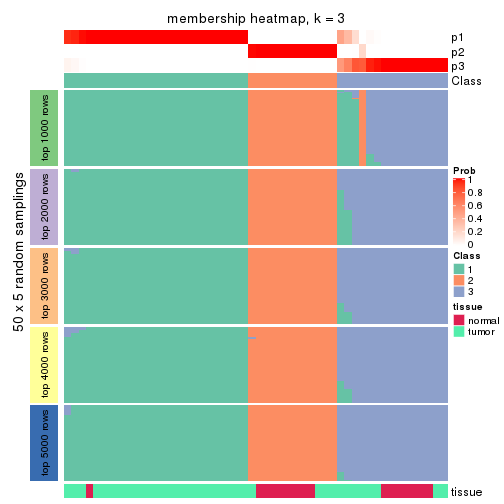 membership heatmap, k = 3
p1
p2
p3
Class
50 x 5 random samplings
top 1000 rows
top 2000 rows
top 3000 rows
top 4000 rows
top 5000 rows
Prob
1
0.8
0.6
0.4
0.2
0
Class
1
2
3
tissue
normal
tumor
tissue